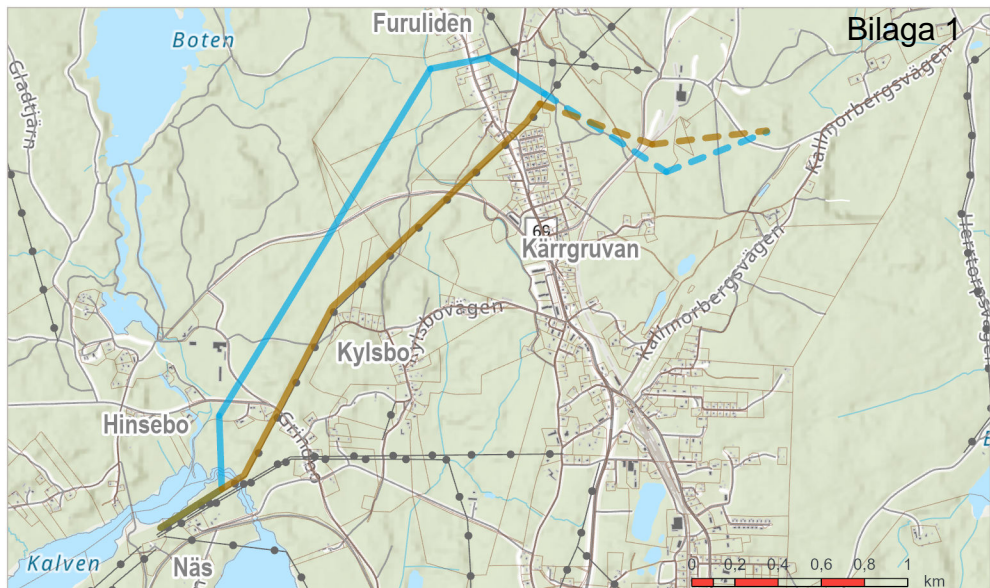 Furuliden
Bilaga 1
Boten
Gladtjärn
Kallmorbergsvägen
66
Kärrgruvan
Kallmorbergsvägen
Kylsbovägen
Kylsbo
Hinsebo
Kalven
Näs
0 0,2 0,4 0,6 0,8 1
km